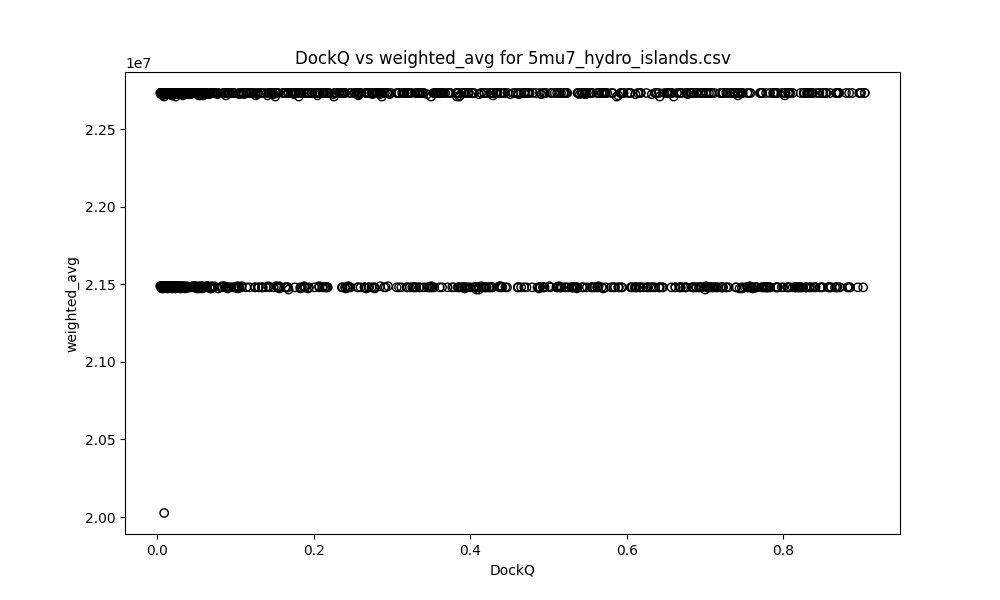 DockQ vs weighted_avg for 5mu7_hydro_islands.csv
1e7
2.25
2.20
2.15
2.10
2.05
2.00
weighted_avg
0.0 0.2 0.4 0.6 0.8
DockQ